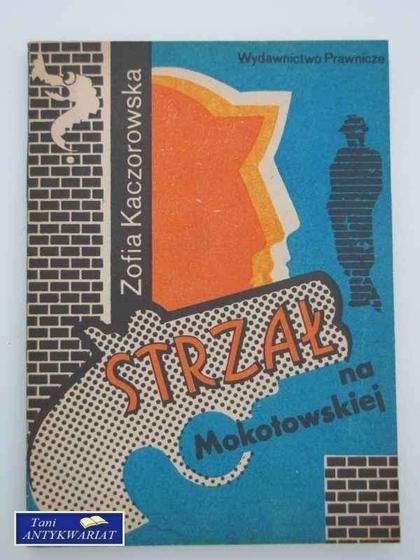 Wydawnictwo Prawnicze
Zofia Kaczorowska
STRZAŁ
na
Mokotowskiej
Tani
ANTYKWARIAT